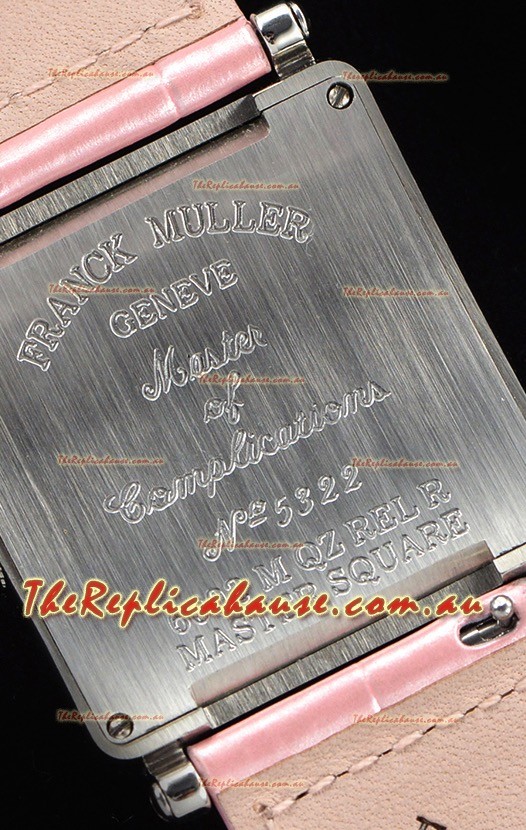 FRANCK MULLER
GENEVE
Master
of
Complications
Nº 5322
M QZ REL R
MASTER SQUARE
TheReplicahause.com.au